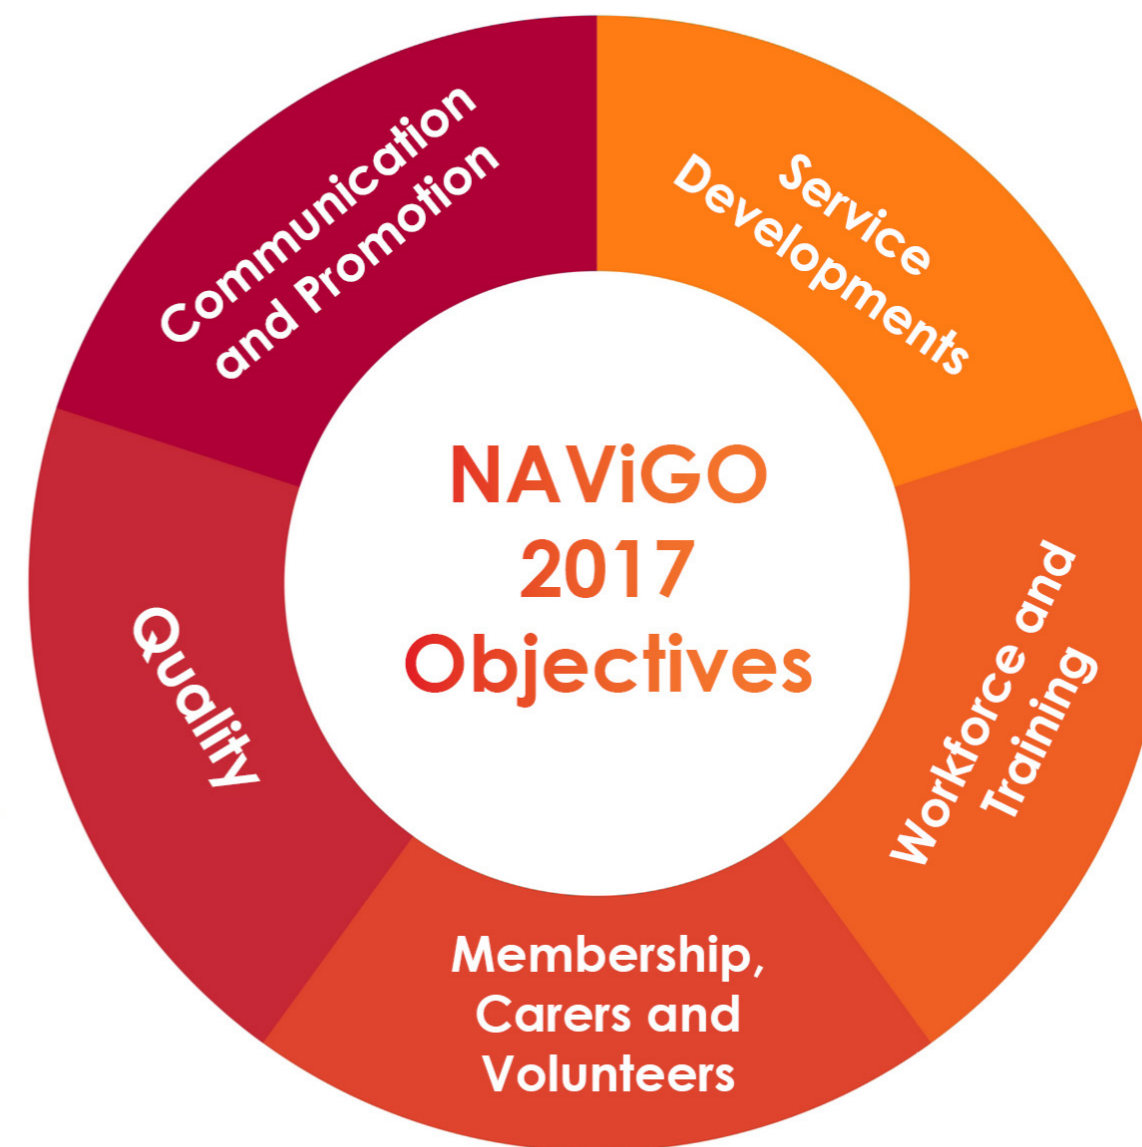 NAViGO
2017
Objectives
Service
Developments
Workforce and
Training
Membership,
Carers and
Volunteers
Quality
Communication
and Promotion